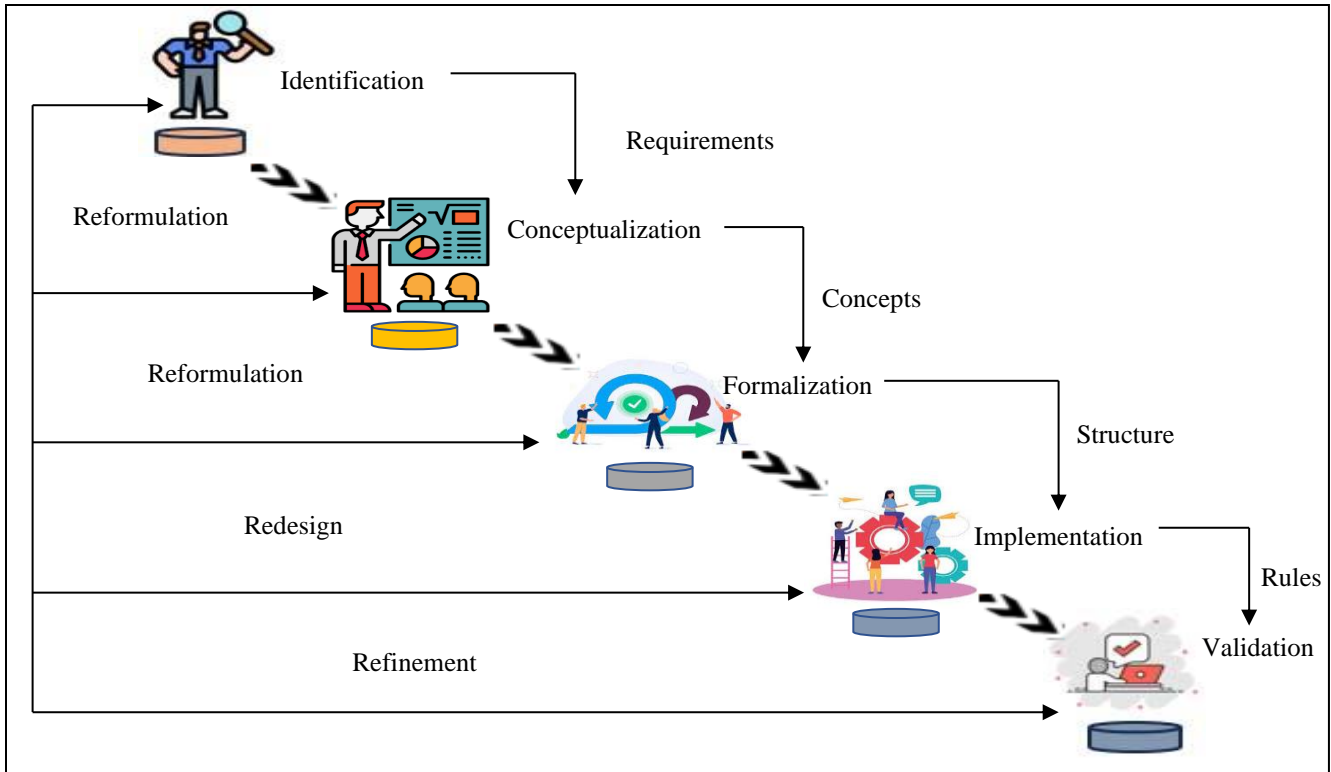 Identification
Requirements
Reformulation
Conceptualization
Concepts
Reformulation
Formalization
Structure
Redesign
Implementation
Rules
Refinement
Validation